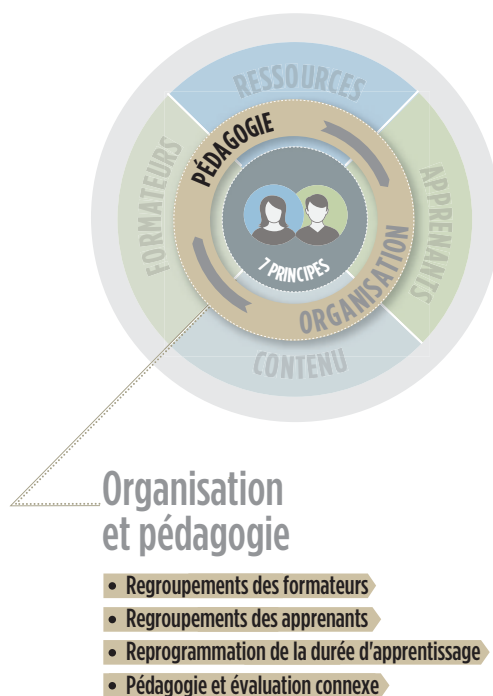 RESSOURCES
PÉDAGOGIE
FORMATEURS
APPRENANTS
7 PRINCIPES
ORGANISATION
CONTENU
Organisation
et pédagogie
• Regroupements des formateurs
• Regroupements des apprenants
• Reprogrammation de la durée d'apprentissage
• Pédagogie et évaluation connexe